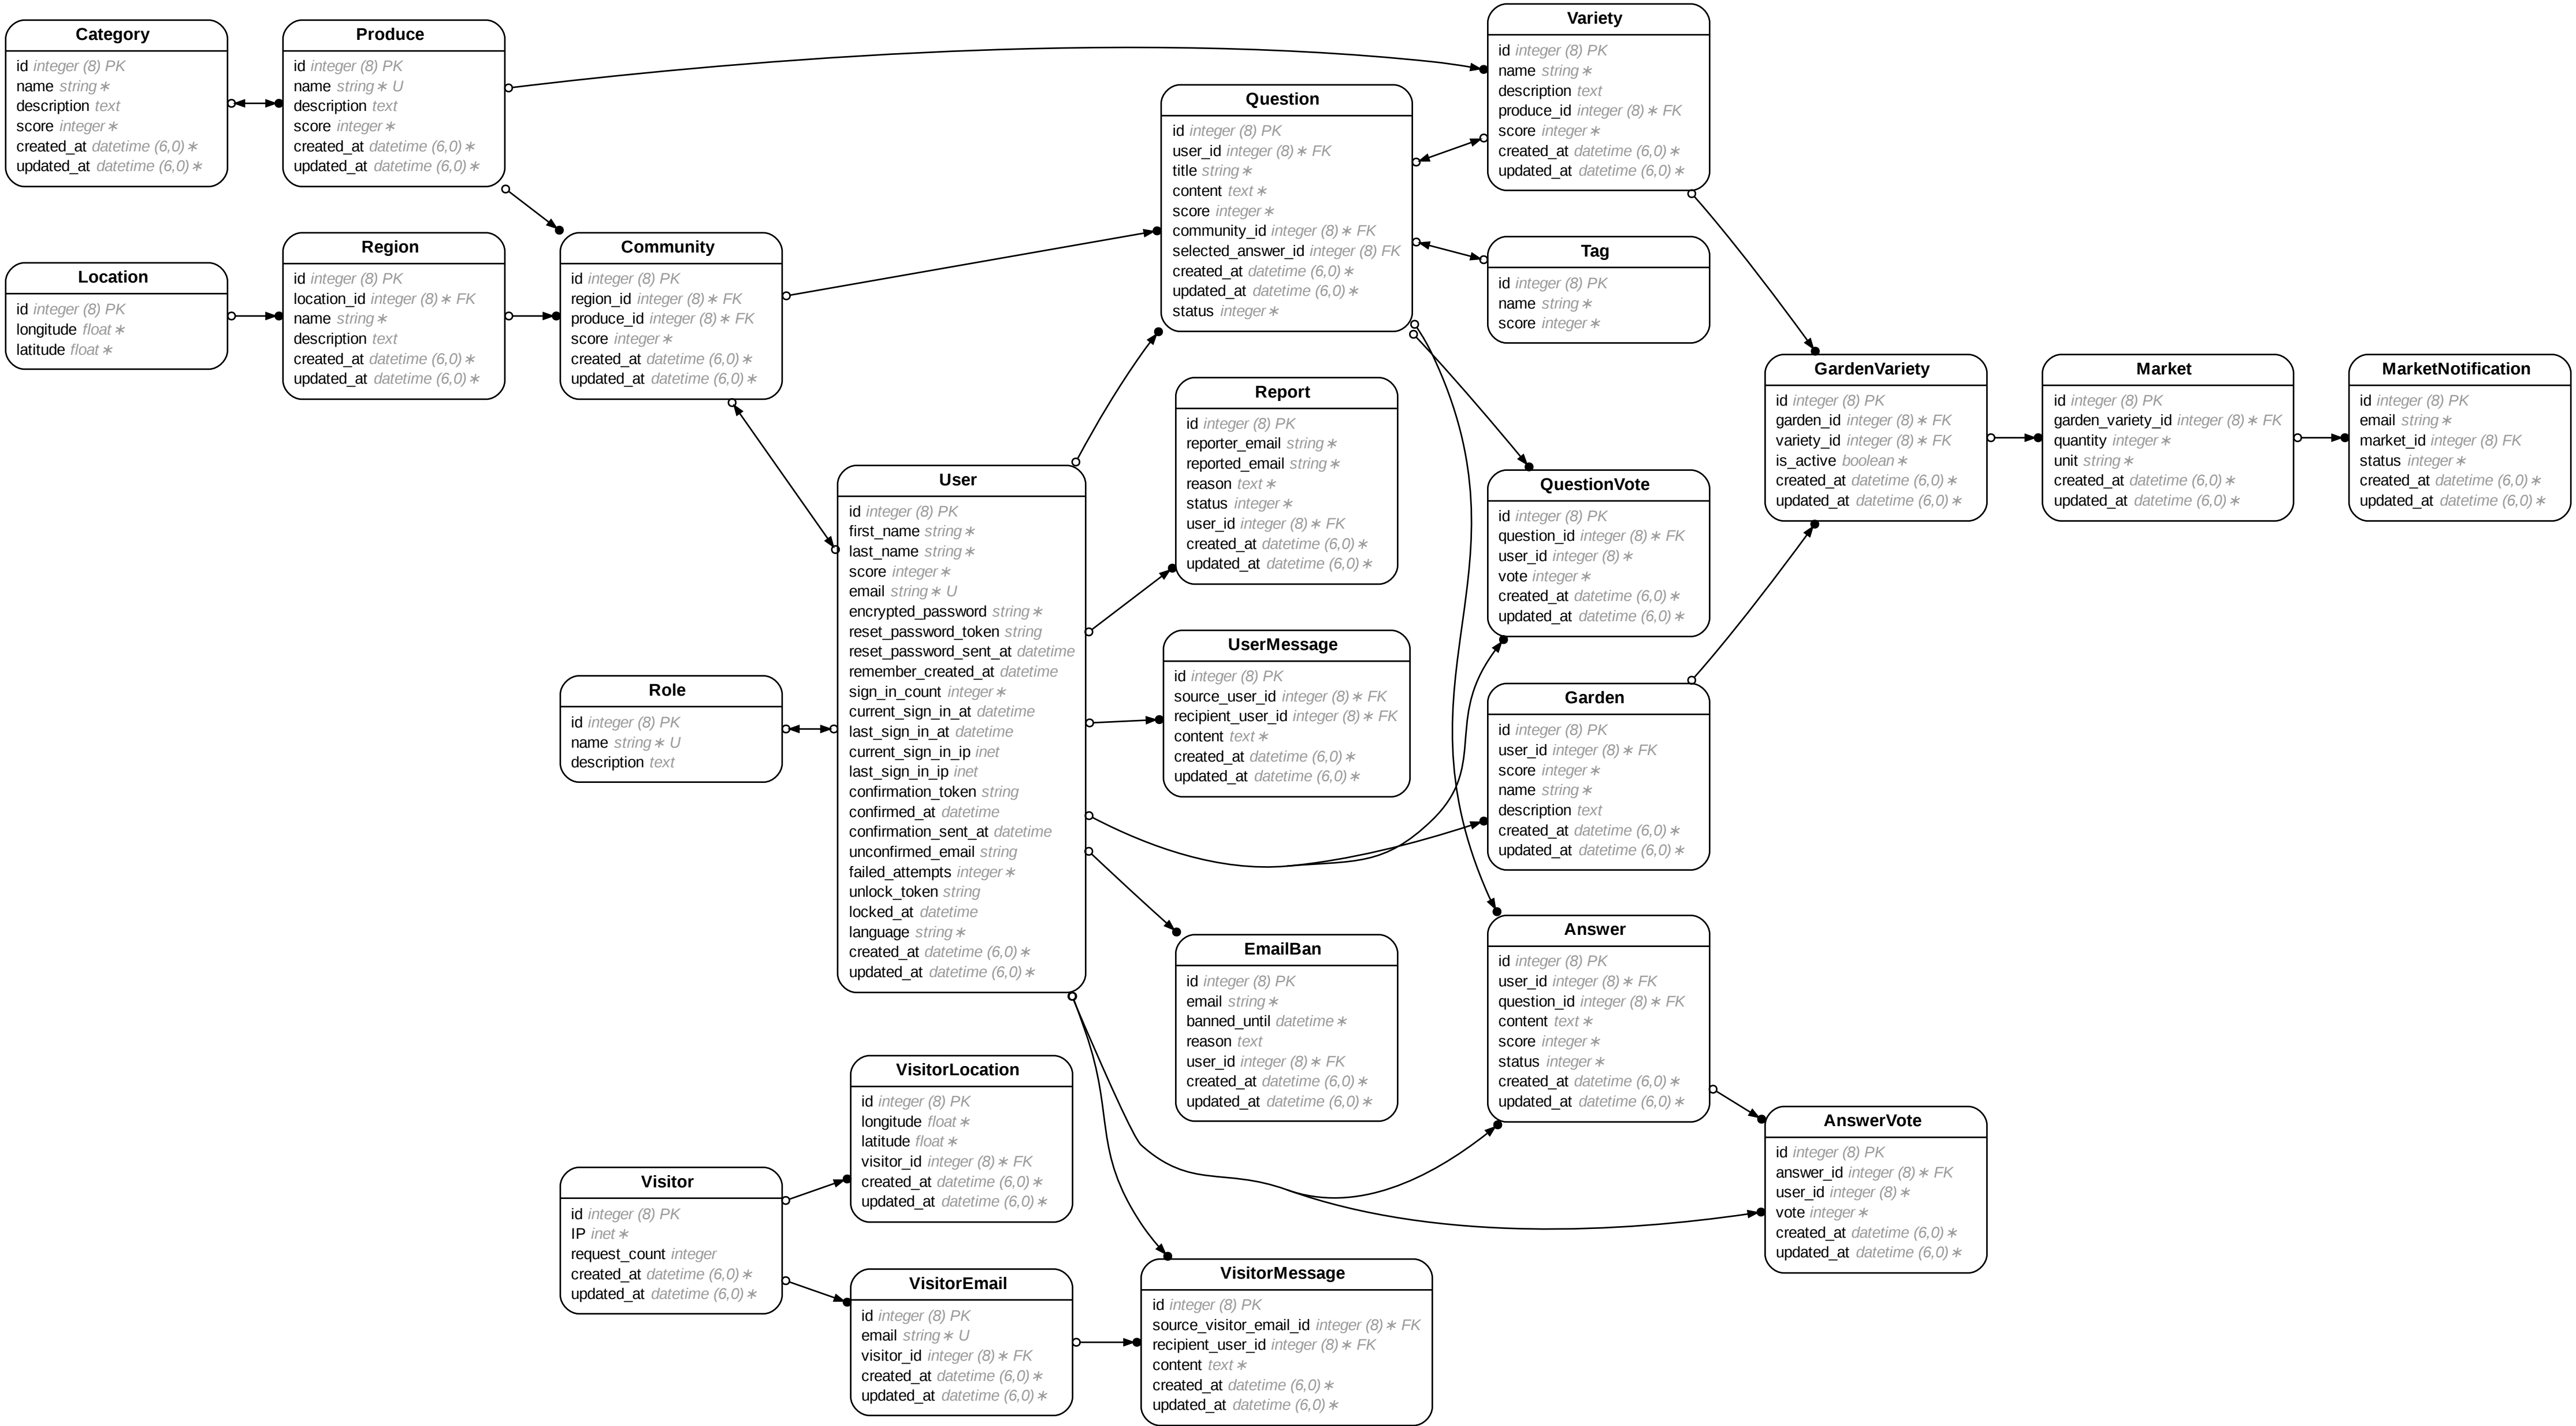 Category
id integer (8) PK
name string∗
description text
score integer∗
created_at datetime (6,0)∗
updated_at datetime (6,0)∗
Produce
id integer (8) PK
name string∗ U
description text
score integer∗
created_at datetime (6,0)∗
updated_at datetime (6,0)∗
Variety
id integer (8) PK
name string∗
description text
produce_id integer (8)∗ FK
score integer∗
created_at datetime (6,0)∗
updated_at datetime (6,0)∗
Question
id integer (8) PK
user_id integer (8)∗ FK
title string∗
content text∗
score integer∗
community_id integer (8)∗ FK
selected_answer_id integer (8) FK
created_at datetime (6,0)∗
updated_at datetime (6,0)∗
status integer∗
Location
id integer (8) PK
longitude float∗
latitude float∗
Region
id integer (8) PK
location_id integer (8)∗ FK
name string∗
description text
created_at datetime (6,0)∗
updated_at datetime (6,0)∗
Community
id integer (8) PK
region_id integer (8)∗ FK
produce_id integer (8)∗ FK
score integer∗
created_at datetime (6,0)∗
updated_at datetime (6,0)∗
Tag
id integer (8) PK
name string∗
score integer∗
Report
id integer (8) PK
reporter_email string∗
reported_email string∗
reason text∗
status integer∗
user_id integer (8)∗ FK
created_at datetime (6,0)∗
updated_at datetime (6,0)∗
GardenVariety
id integer (8) PK
garden_id integer (8)∗ FK
variety_id integer (8)∗ FK
is_active boolean∗
created_at datetime (6,0)∗
updated_at datetime (6,0)∗
Market
id integer (8) PK
garden_variety_id integer (8)∗ FK
quantity integer∗
unit string∗
created_at datetime (6,0)∗
updated_at datetime (6,0)∗
MarketNotification
id integer (8) PK
email string∗
market_id integer (8) FK
status integer∗
created_at datetime (6,0)∗
updated_at datetime (6,0)∗
User
id integer (8) PK
first_name string∗
last_name string∗
score integer∗
email string∗ U
encrypted_password string∗
reset_password_token string
reset_password_sent_at datetime
remember_created_at datetime
sign_in_count integer∗
current_sign_in_at datetime
last_sign_in_at datetime
current_sign_in_ip inet
last_sign_in_ip inet
confirmation_token string
confirmed_at datetime
confirmation_sent_at datetime
unconfirmed_email string
failed_attempts integer∗
unlock_token string
locked_at datetime
language string∗
created_at datetime (6,0)∗
updated_at datetime (6,0)∗
QuestionVote
id integer (8) PK
question_id integer (8)∗ FK
user_id integer (8)∗
vote integer∗
created_at datetime (6,0)∗
updated_at datetime (6,0)∗
Role
id integer (8) PK
name string∗ U
description text
UserMessage
id integer (8) PK
source_user_id integer (8)∗ FK
recipient_user_id integer (8)∗ FK
content text∗
created_at datetime (6,0)∗
updated_at datetime (6,0)∗
Garden
id integer (8) PK
user_id integer (8)∗ FK
score integer∗
name string∗
description text
created_at datetime (6,0)∗
updated_at datetime (6,0)∗
EmailBan
id integer (8) PK
email string∗
banned_until datetime∗
reason text
user_id integer (8)∗ FK
created_at datetime (6,0)∗
updated_at datetime (6,0)∗
Answer
id integer (8) PK
user_id integer (8)∗ FK
question_id integer (8)∗ FK
content text∗
score integer∗
status integer∗
created_at datetime (6,0)∗
updated_at datetime (6,0)∗
VisitorLocation
id integer (8) PK
longitude float∗
latitude float∗
visitor_id integer (8)∗ FK
created_at datetime (6,0)∗
updated_at datetime (6,0)∗
AnswerVote
id integer (8) PK
answer_id integer (8)∗ FK
user_id integer (8)∗
vote integer∗
created_at datetime (6,0)∗
updated_at datetime (6,0)∗
Visitor
id integer (8) PK
IP inet∗
request_count integer
created_at datetime (6,0)∗
updated_at datetime (6,0)∗
VisitorEmail
id integer (8) PK
email string∗ U
visitor_id integer (8)∗ FK
created_at datetime (6,0)∗
updated_at datetime (6,0)∗
VisitorMessage
id integer (8) PK
source_visitor_email_id integer (8)∗ FK
recipient_user_id integer (8)∗ FK
content text∗
created_at datetime (6,0)∗
updated_at datetime (6,0)∗